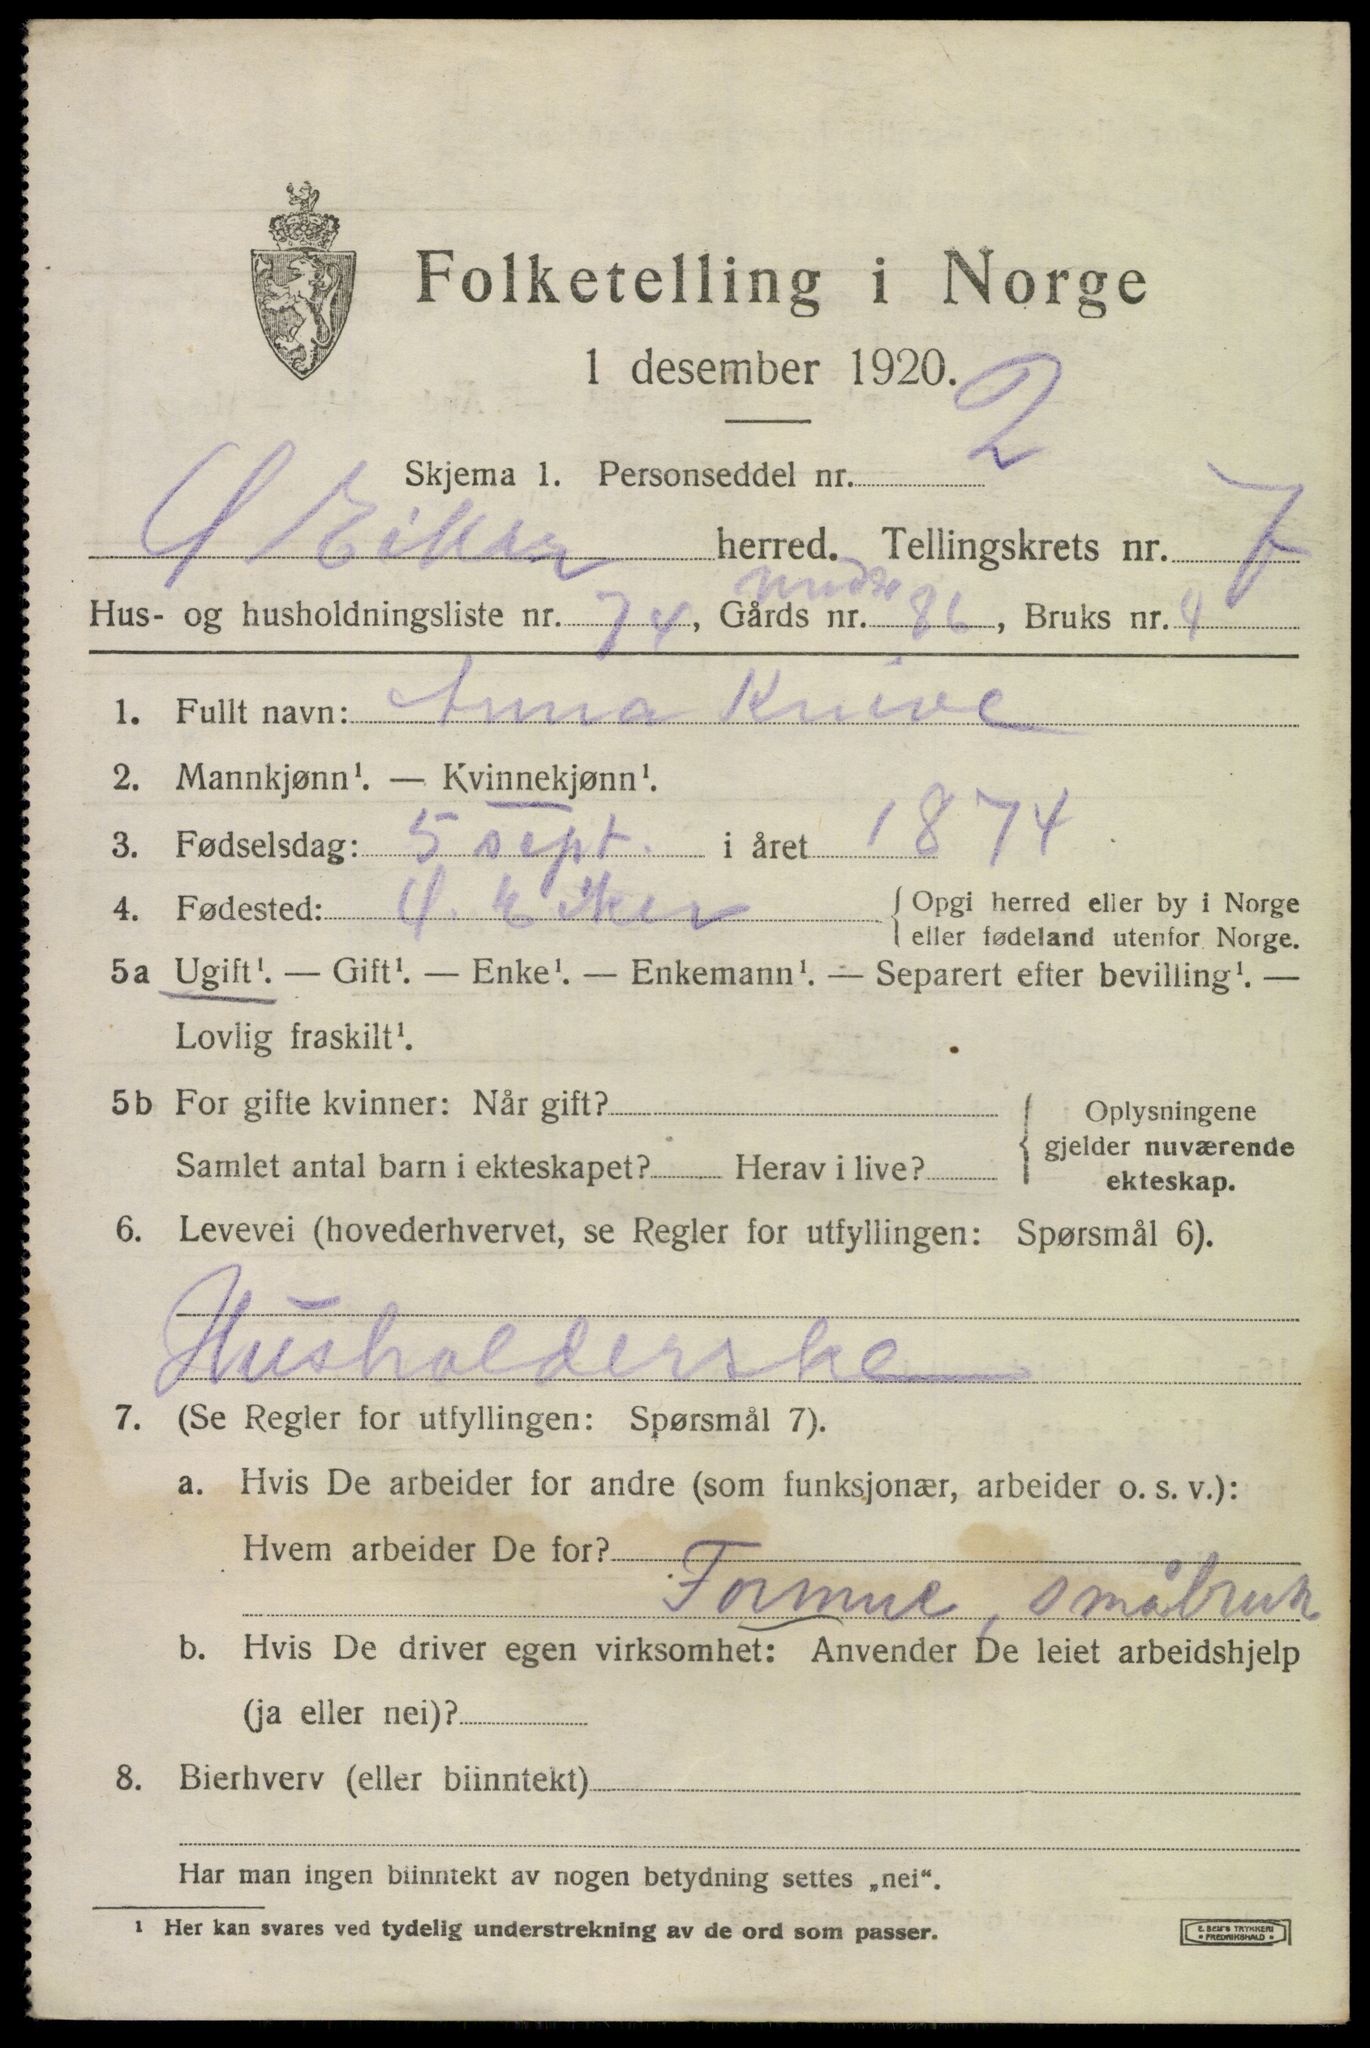 Folketelling i Norge
1 desember 1920.
Skjema 1. Personseddel nr. 2
Ø Eiker herred. Tellingskrets nr. 7
Hus- og husholdningsliste nr. 74, Gårds nr. 86, Bruks nr. 4
1. Fullt navn: Anna Knive
2. Mannkjønn¹. — Kvinnekjønn¹.
3. Fødselsdag: 5 sept. i året 1874
4. Fødested: Ø. Eiker { Opgi herred eller by i Norge
eller fødeland utenfor Norge.
5a Ugift¹. — Gift¹. — Enke¹. — Enkemann¹. — Separert efter bevilling¹. —
Lovlig fraskilt¹.
5b For gifte kvinner: Når gift? { Oplysningene
gjelder nuværende
Samlet antal barn i ekteskapet? Herav i live? ekteskap.
6. Levevei (hovederhvervet, se Regler for utfyllingen: Spørsmål 6).
Husholderske
7. (Se Regler for utfyllingen: Spørsmål 7).
a. Hvis De arbeider for andre (som funksjonær, arbeider o. s. v.):
Hvem arbeider De for?
Formue, småbruk
b. Hvis De driver egen virksomhet: Anvender De leiet arbeidshjelp
(ja eller nei)?
8. Bierhverv (eller biinntekt)
Har man ingen biinntekt av nogen betydning settes „nei“.
¹ Her kan svares ved tydelig understrekning av de ord som passer.
E. SEM'S TRYKKERI
• FREDRIKSHALD •